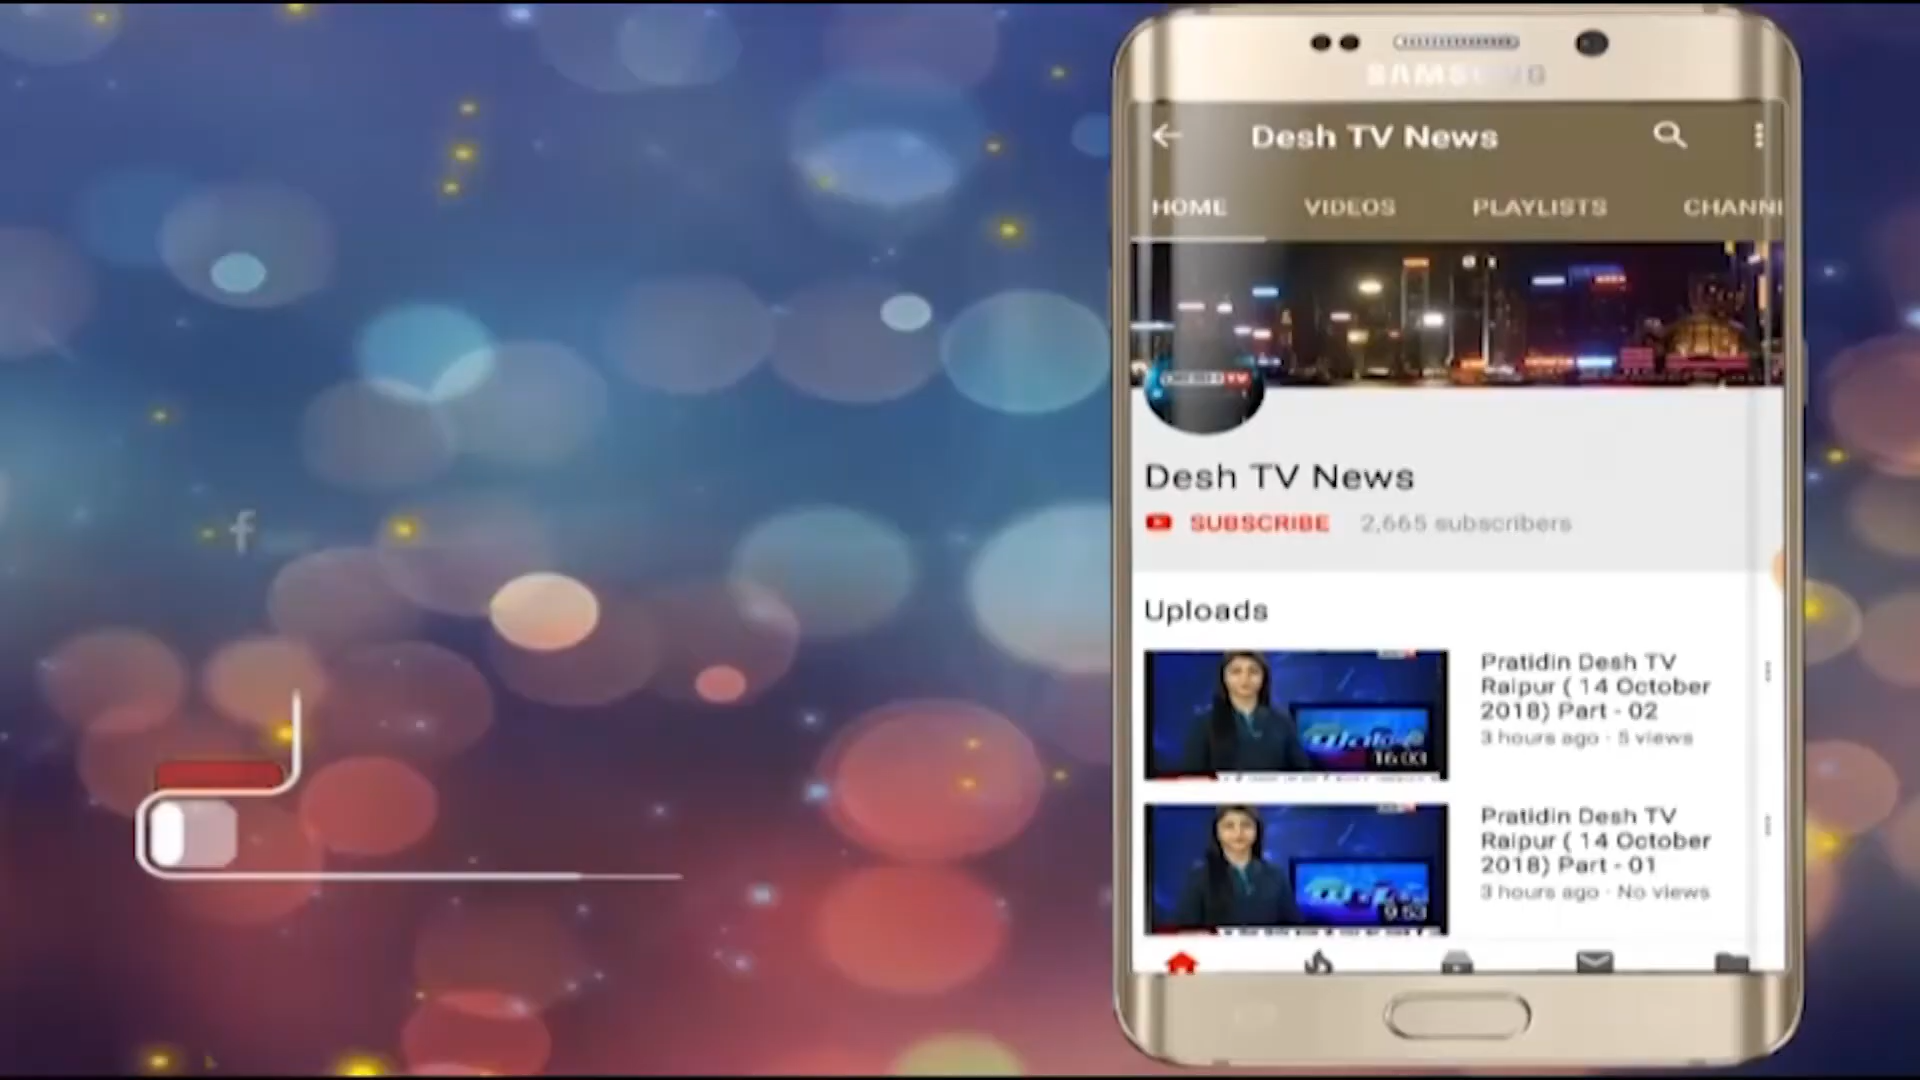 SAMSUNG
Desh TV News
HOME VIDEOS PLAYLISTS CHANNI
Desh TV News
SUBSCRIBE 2,665 subscribers
Uploads
Pratidin Desh TV
Raipur ( 14 October
2018) Part - 02
3 hours ago · 5 views
16:03
Pratidin Desh TV
Raipur ( 14 October
2018) Part - 01
3 hours ago · No views
9:53
f